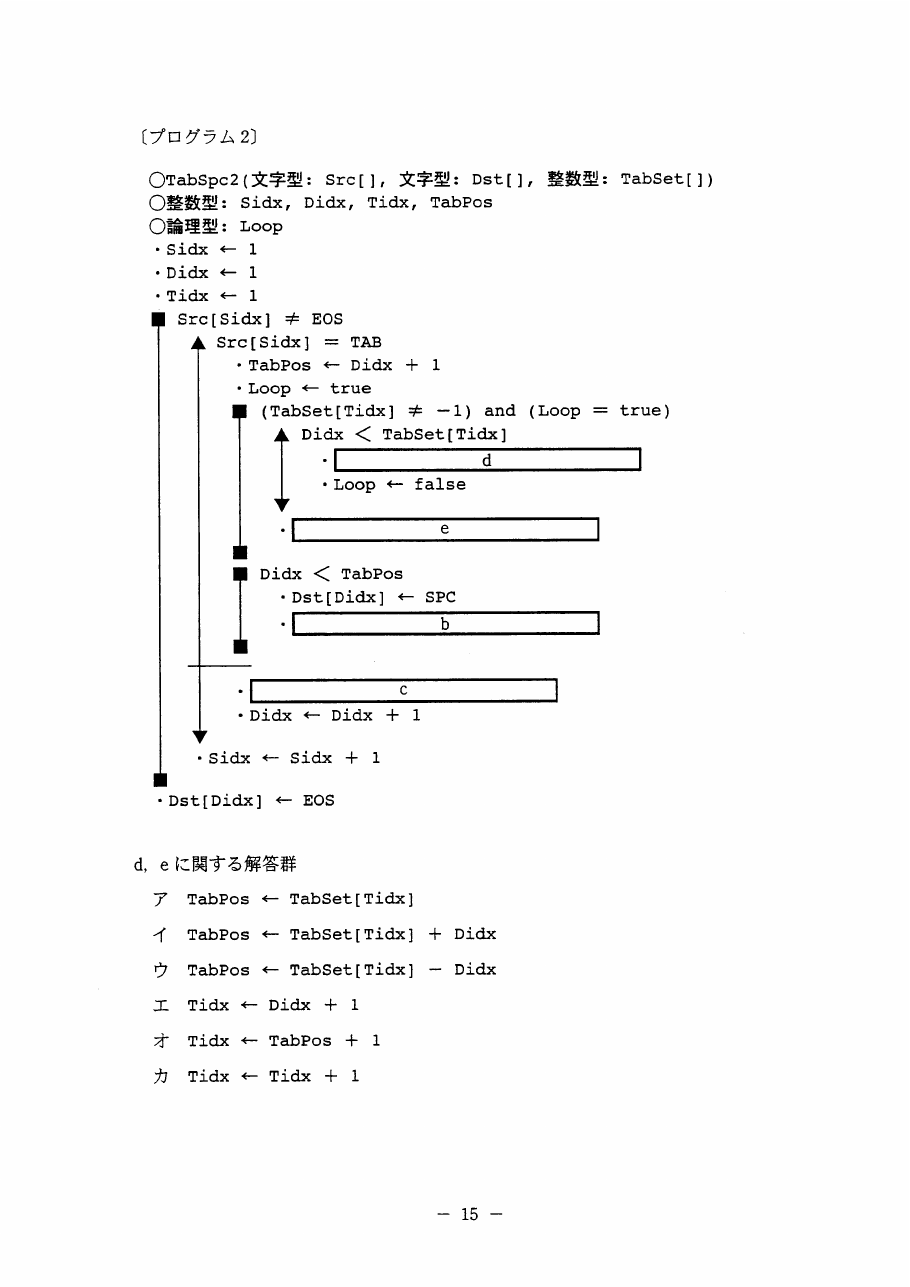 〔プログラム2〕
○TabSpc2(文字型: Src[], 文字型: Dst[], 整数型: TabSet[])
○整数型: Sidx, Didx, Tidx, TabPos
○論理型: Loop
・Sidx ← 1
・Didx ← 1
・Tidx ← 1
■ Src[Sidx] ≠ EOS
▲ Src[Sidx] = TAB
・TabPos ← Didx + 1
・Loop ← true
■ (TabSet[Tidx] ≠ −1) and (Loop = true)
▲ Didx < TabSet[Tidx]
・ d
・Loop ← false
▼
・ e
■
■ Didx < TabPos
・Dst[Didx] ← SPC
・ b
■
・ c
・Didx ← Didx + 1
▼
・Sidx ← Sidx + 1
■
・Dst[Didx] ← EOS
d, e に関する解答群
ア TabPos ← TabSet[Tidx]
イ TabPos ← TabSet[Tidx] + Didx
ウ TabPos ← TabSet[Tidx] − Didx
エ Tidx ← Didx + 1
オ Tidx ← TabPos + 1
カ Tidx ← Tidx + 1
− 15 −